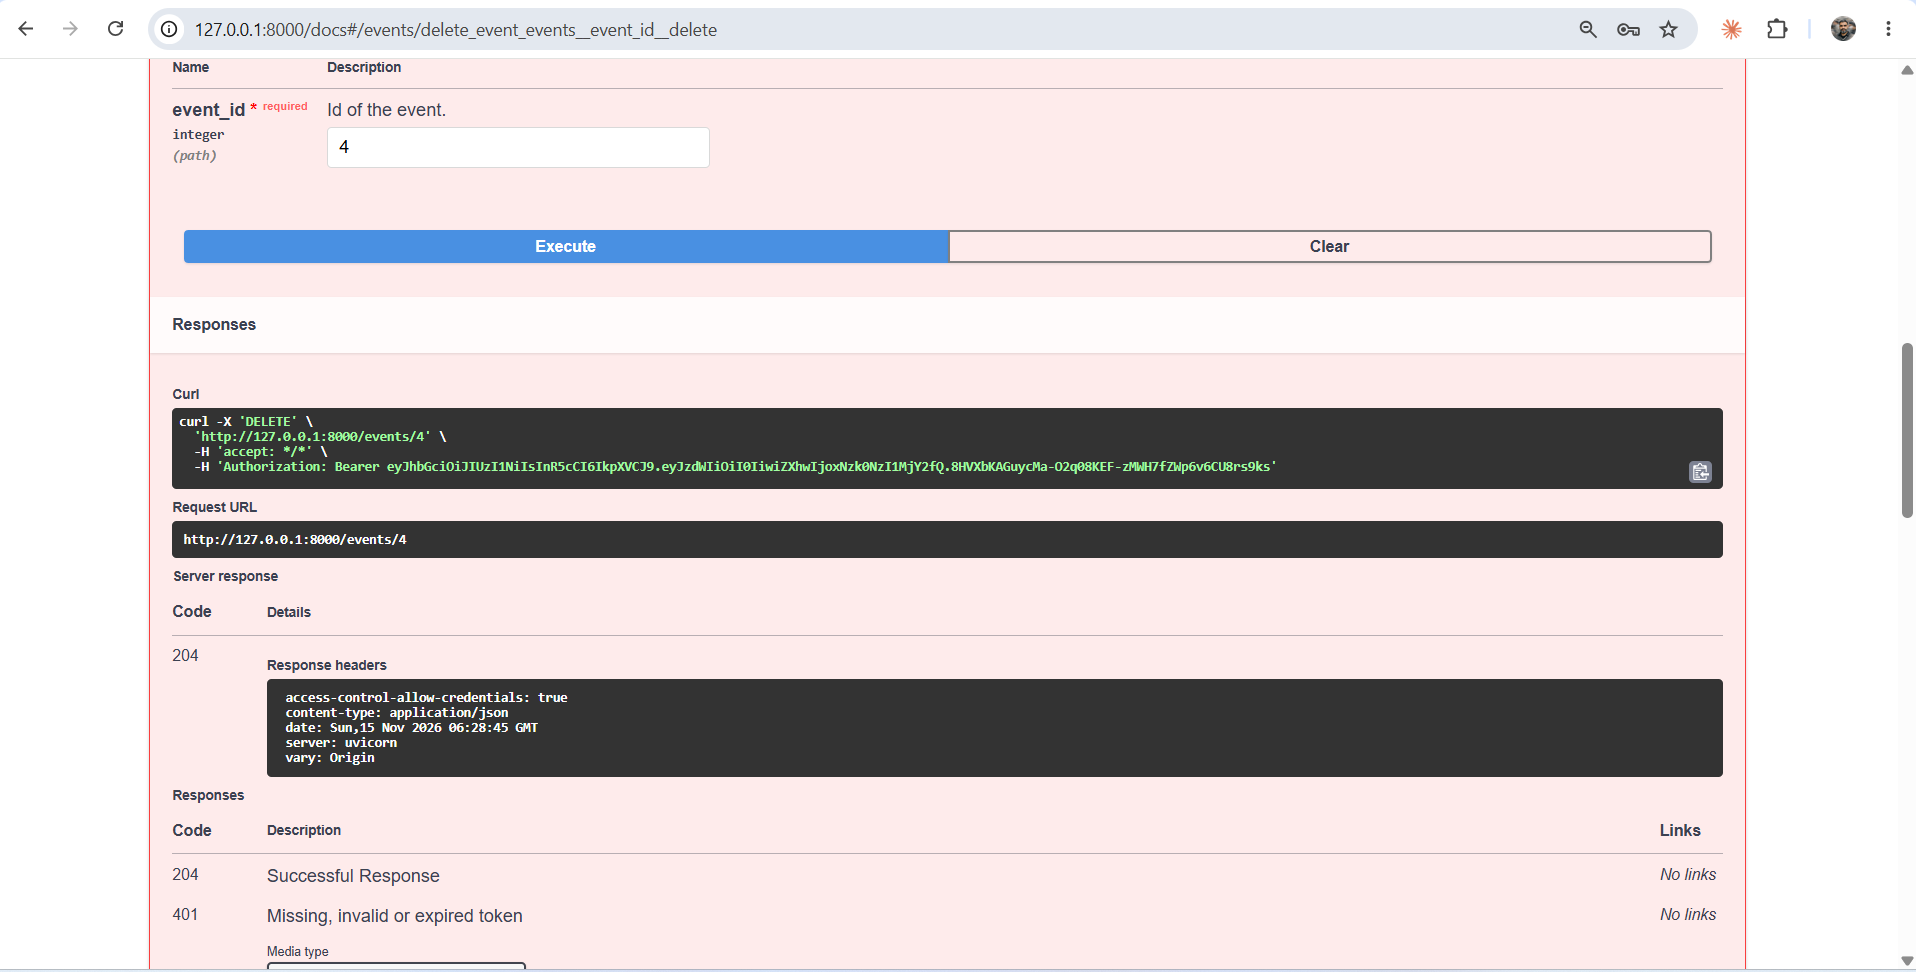 127.0.0.1:8000/docs#/events/delete_event_events__event_id__delete
Name Description
event_id * required Id of the event.
integer
(path)
4
Execute Clear
Responses
Curl
curl -X 'DELETE' \
'http://127.0.0.1:8000/events/4' \
-H 'accept: */*' \
-H 'Authorization: Bearer eyJhbGciOiJIUzI1NiIsInR5cCI6IkpXVCJ9.eyJzdWIiOiI0IiwiZXhwIjoxNzk0NzI1MjY2fQ.8HVXbKAGuycMa-O2q08KEF-zMWH7fZWp6v6CU8rs9ks'
Request URL
http://127.0.0.1:8000/events/4
Server response
Code Details
204
Response headers
access-control-allow-credentials: true
content-type: application/json
date: Sun,15 Nov 2026 06:28:45 GMT
server: uvicorn
vary: Origin
Responses
Code Description Links
204 Successful Response No links
401 Missing, invalid or expired token No links
Media type